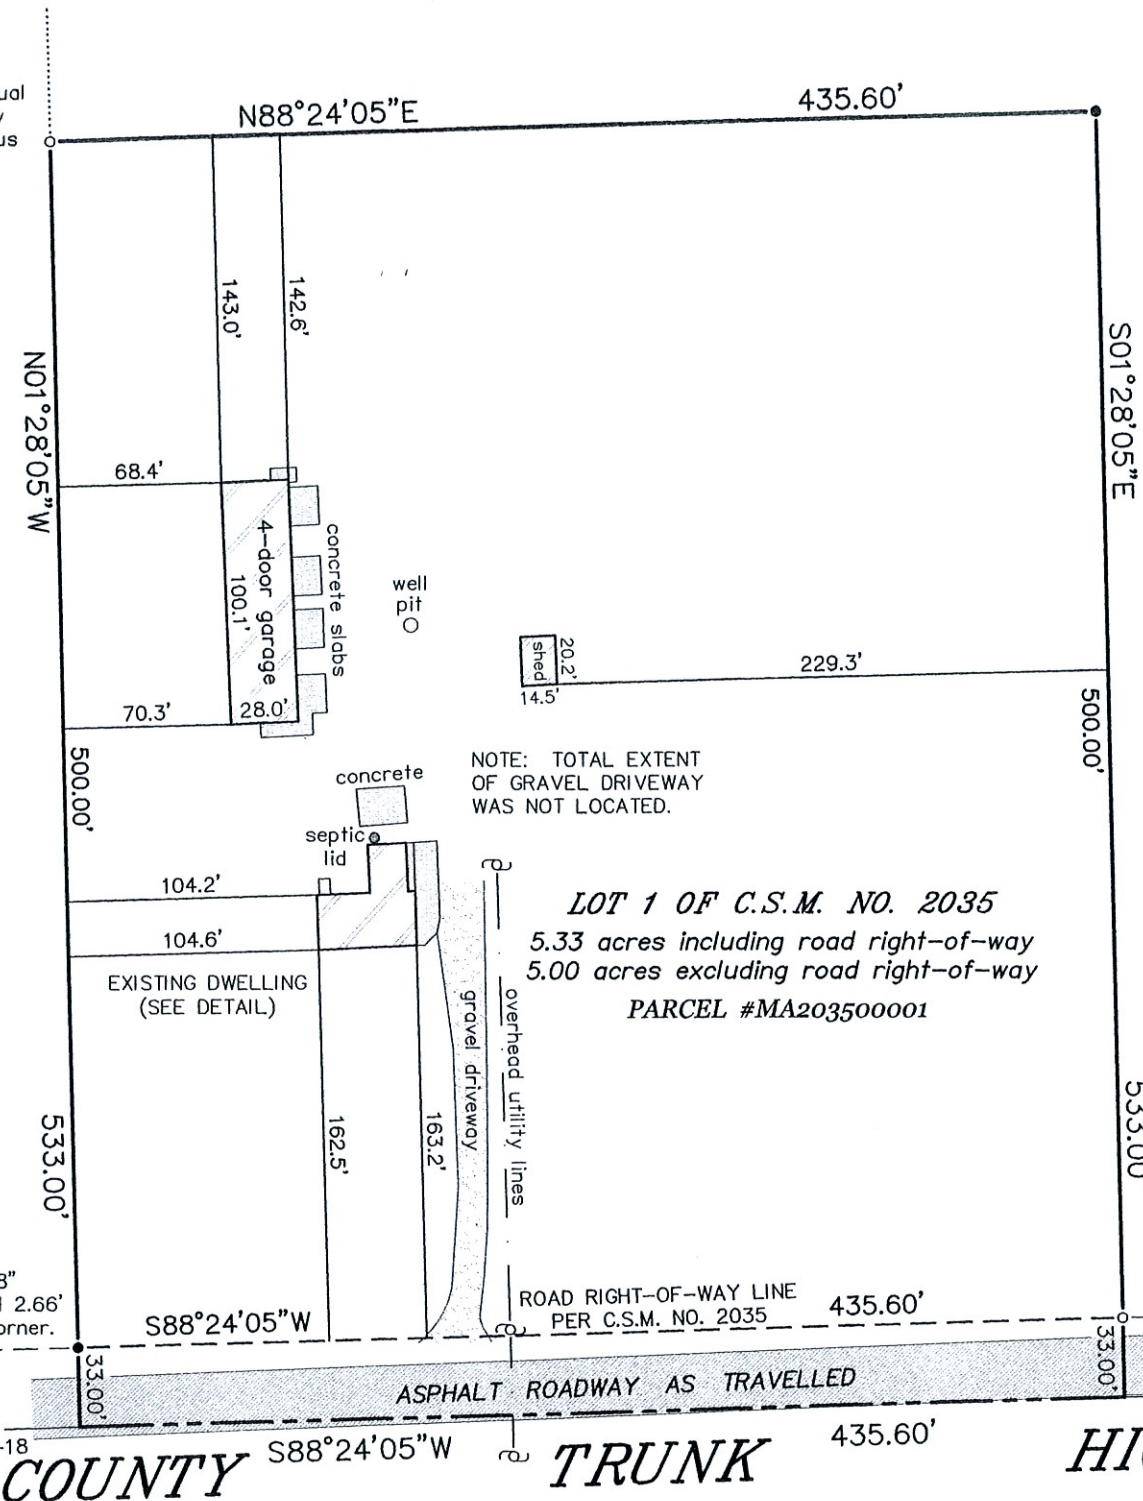 N88°24'05"E
435.60'
143.0'
142.6'
N01°28'05"W
S01°28'05"E
68.4'
4-door garage
100.1'
concrete slabs
well
pit
shed
20.2'
14.5'
229.3'
70.3'
28.0'
500.00'
500.00'
NOTE: TOTAL EXTENT
OF GRAVEL DRIVEWAY
WAS NOT LOCATED.
concrete
septic
lid
104.2'
104.6'
EXISTING DWELLING
(SEE DETAIL)
LOT 1 OF C.S.M. NO. 2035
5.33 acres including road right-of-way
5.00 acres excluding road right-of-way
PARCEL #MA203500001
gravel driveway
overhead utility lines
162.5'
163.2'
533.00'
533.00
2.66'
orner.
S88°24'05"W
ROAD RIGHT-OF-WAY LINE
PER C.S.M. NO. 2035
435.60'
33.00'
33.00'
ASPHALT ROADWAY AS TRAVELLED
-18
S88°24'05"W
435.60'
COUNTY TRUNK